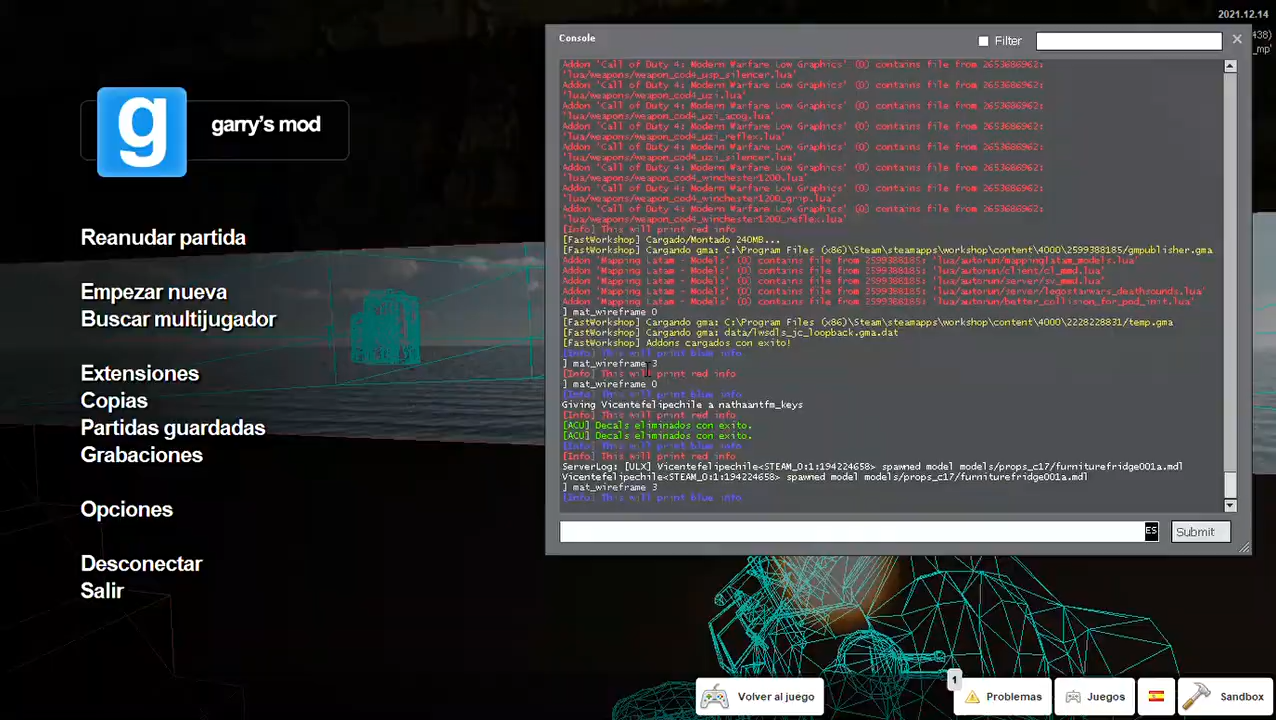 2021.12.14
438)
_mp'
g
garry's mod
Reanudar partida
Empezar nueva
Buscar multijugador
Extensiones
Copias
Partidas guardadas
Grabaciones
Opciones
Desconectar
Salir
Console
Filter
Addon 'Call of Duty 4: Modern Warfare Low Graphics' (0) contains file from 2653686962:
'lua/weapons/weapon_cod4_usp_silencer.lua'
Addon 'Call of Duty 4: Modern Warfare Low Graphics' (0) contains file from 2653686962:
'lua/weapons/weapon_cod4_uzi.lua'
Addon 'Call of Duty 4: Modern Warfare Low Graphics' (0) contains file from 2653686962:
'lua/weapons/weapon_cod4_uzi_acog.lua'
Addon 'Call of Duty 4: Modern Warfare Low Graphics' (0) contains file from 2653686962:
'lua/weapons/weapon_cod4_uzi_reflex.lua'
Addon 'Call of Duty 4: Modern Warfare Low Graphics' (0) contains file from 2653686962:
'lua/weapons/weapon_cod4_uzi_silencer.lua'
Addon 'Call of Duty 4: Modern Warfare Low Graphics' (0) contains file from 2653686962:
'lua/weapons/weapon_cod4_winchester1200.lua'
Addon 'Call of Duty 4: Modern Warfare Low Graphics' (0) contains file from 2653686962:
'lua/weapons/weapon_cod4_winchester1200_grip.lua'
Addon 'Call of Duty 4: Modern Warfare Low Graphics' (0) contains file from 2653686962:
'lua/weapons/weapon_cod4_winchester1200_reflex.lua'
[Info] This will print red info
[FastWorkshop] Cargado/Montado 240MB...
[FastWorkshop] Cargando gma: C:\Program Files (x86)\Steam\steamapps\workshop\content\4000\2599388185/gmpublisher.gma
Addon 'Mapping Latam - Models' (0) contains file from 2599388185: 'lua/autorun/mappinglatam_models.lua'
Addon 'Mapping Latam - Models' (0) contains file from 2599388185: 'lua/autorun/client/cl_mmd.lua'
Addon 'Mapping Latam - Models' (0) contains file from 2599388185: 'lua/autorun/server/sv_mmd.lua'
Addon 'Mapping Latam - Models' (0) contains file from 2599388185: 'lua/autorun/server/legostarwars_deathsounds.lua'
Addon 'Mapping Latam - Models' (0) contains file from 2599388185: 'lua/autorun/better_collision_for_pod_init.lua'
] mat_wireframe 0
[FastWorkshop] Cargando gma: C:\Program Files (x86)\Steam\steamapps\workshop\content\4000\2228228831/temp.gma
[FastWorkshop] Cargando gma: data/lwsdls_jc_loopback.gma.dat
[FastWorkshop] Addons cargados con exito!
[Info] This will print blue info
] mat_wireframe 3
[Info] This will print red info
] mat_wireframe 0
[Info] This will print blue info
Giving Vicentefelipechile a nathaantfm_keys
[Info] This will print red info
[ACU] Decals eliminados con exito.
[ACU] Decals eliminados con exito.
[Info] This will print blue info
[Info] This will print red info
ServerLog: [ULX] Vicentefelipechile<STEAM_0:1:194224658> spawned model models/props_c17/furniturefridge001a.mdl
Vicentefelipechile<STEAM_0:1:194224658> spawned model models/props_c17/furniturefridge001a.mdl
] mat_wireframe 3
[Info] This will print blue info
ES
Submit
Volver al juego
1
Problemas
Juegos
Sandbox